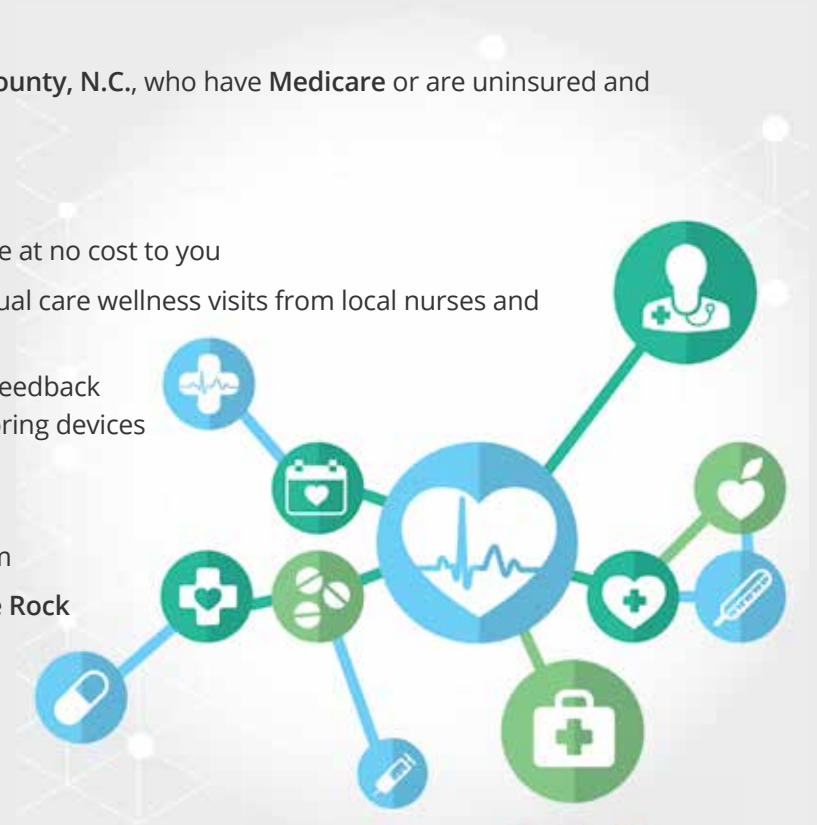 ounty, N.C., who have Medicare or are uninsured and
e at no cost to you
ual care wellness visits from local nurses and
eedback
oring devices
n
e Rock